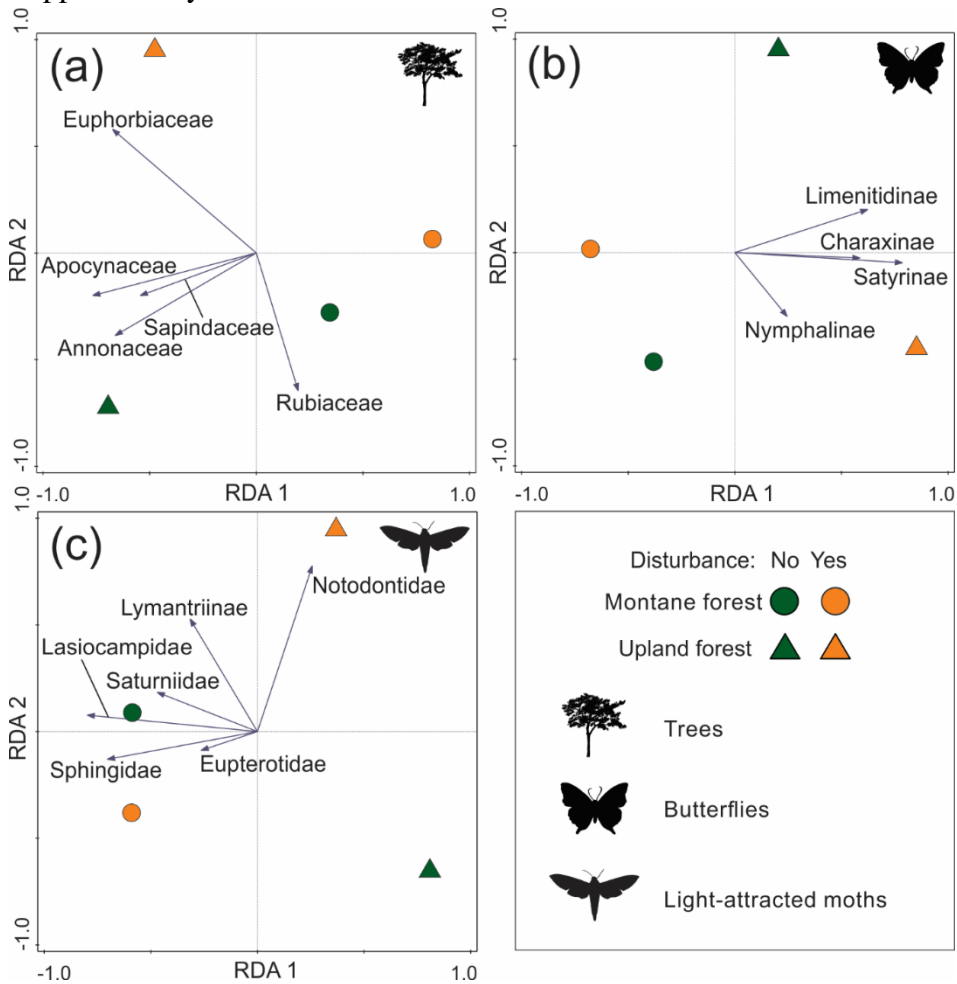 (a)
Euphorbiaceae
Apocynaceae
Sapindaceae
Annonaceae
Rubiaceae
1.0
RDA 2
-1.0
-1.0
RDA 1
1.0
(b)
Limenitidinae
Charaxinae
Satyrinae
Nymphalinae
1.0
RDA 2
-1.0
-1.0
RDA 1
1.0
(c)
Notodontidae
Lymantriinae
Lasiocampidae
Saturniidae
Sphingidae
Eupterotidae
1.0
RDA 2
-1.0
-1.0
RDA 1
1.0
Disturbance: No Yes
Montane forest
Upland forest
Trees
Butterflies
Light-attracted moths